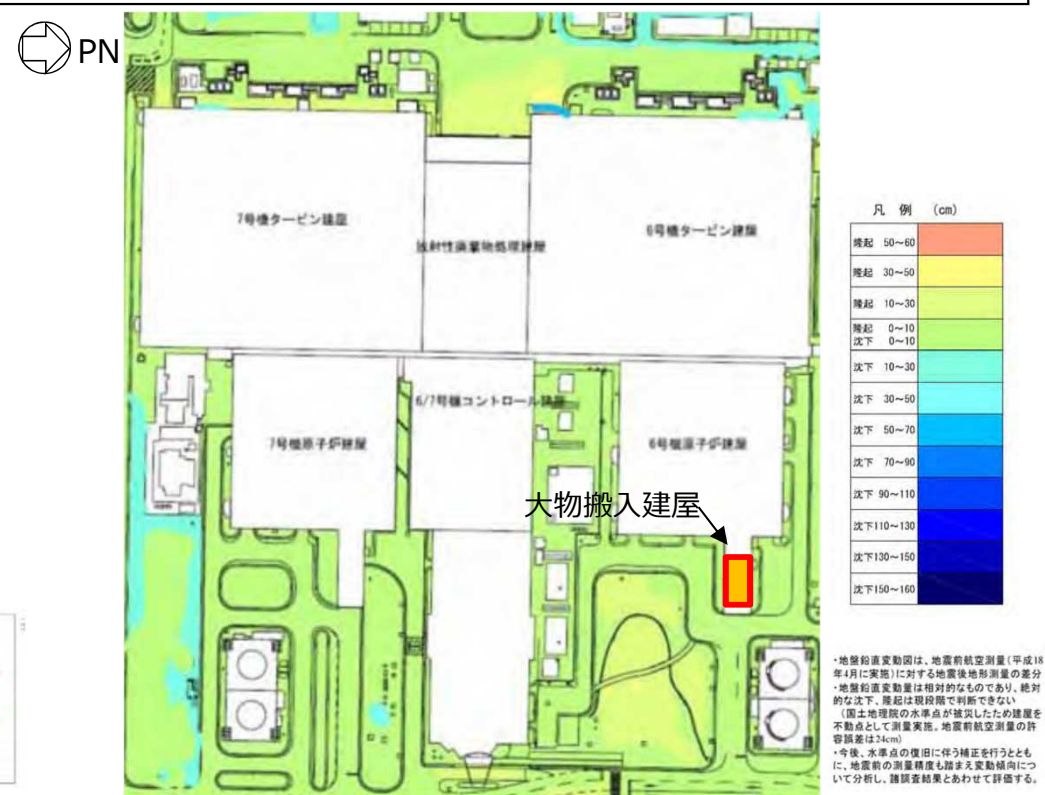 PN
7号機タービン建屋
放射性廃棄物処理建屋
6号機タービン建屋
6/7号機コントロール建屋
7号機原子炉建屋
6号機原子炉建屋
大物搬入建屋
凡 例 (cm)
隆起 50~60
隆起 30~50
隆起 10~30
隆起 0~10
沈下 0~10
沈下 10~30
沈下 30~50
沈下 50~70
沈下 70~90
沈下 90~110
沈下110~130
沈下130~150
沈下150~160
・地盤鉛直変動図は、地震前航空測量(平成18
年4月に実施)に対する地震後地形測量の差分
・地盤鉛直変動量は相対的なものであり、絶対
的な沈下、隆起は現段階で判断できない
(国土地理院の水準点が被災したため建屋を
不動点として測量実施。地震前航空測量の許
容誤差は24cm)
・今後、水準点の復旧に伴う補正を行うととも
に、地震前の測量精度も踏まえ変動傾向につ
いて分析し、諸調査結果とあわせて評価する。